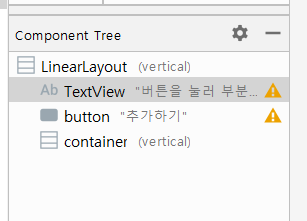 Component Tree
LinearLayout (vertical)
Ab TextView "버튼을 눌러 부분...
button "추가하기"
container (vertical)